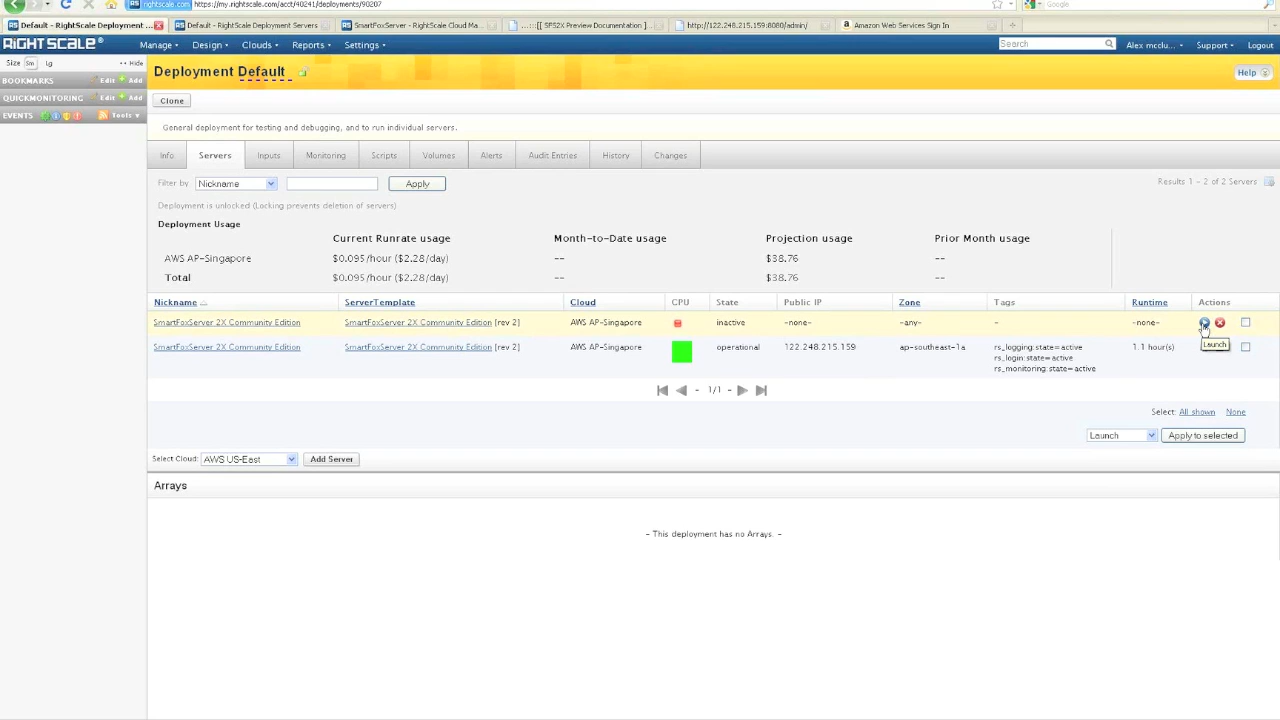 rightscale.com https://my.rightscale.com/acct/40241/deployments/90207 Google
Default - RightScale Deployment ... Default - RightScale Deployment Servers SmartFoxServer - RightScale Cloud Ma... ...::[[ SFS2X Preview Documentation ]]... http://122.248.215.159:8080/admin/ Amazon Web Services Sign In
RIGHTSCALE® Manage Design Clouds Reports Settings Search Alex mcclu... Support Logout
Size Sm Lg Hide
BOOKMARKS Edit Add
QUICKMONITORING Edit Add
EVENTS Tools
Deployment Default
Help
Clone
General deployment for testing and debugging, and to run individual servers.
Info Servers Inputs Monitoring Scripts Volumes Alerts Audit Entries History Changes
Filter by Nickname Apply Results 1 - 2 of 2 Servers
Deployment is unlocked (Locking prevents deletion of servers)
Deployment Usage
Current Runrate usage Month-to-Date usage Projection usage Prior Month usage
AWS AP-Singapore $0.095/hour ($2.28/day) -- $38.76 --
Total $0.095/hour ($2.28/day) -- $38.76 --
Nickname ServerTemplate Cloud CPU State Public IP Zone Tags Runtime Actions
SmartFoxServer 2X Community Edition SmartFoxServer 2X Community Edition [rev 2] AWS AP-Singapore inactive -none- -any- - -none-
Launch
SmartFoxServer 2X Community Edition SmartFoxServer 2X Community Edition [rev 2] AWS AP-Singapore operational 122.248.215.159 ap-southeast-1a rs_logging:state=active 1.1 hour(s)
rs_login:state=active
rs_monitoring:state=active
- 1/1 -
Select: All shown None
Launch Apply to selected
Select Cloud: AWS US-East Add Server
Arrays
- This deployment has no Arrays. -